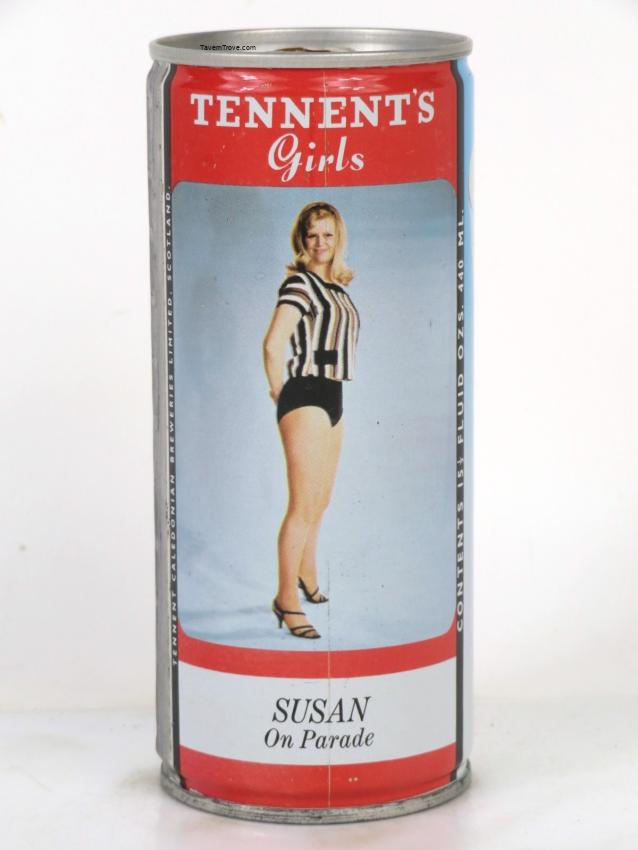 TavernTrove.com
TENNENT'S
Girls
TENNENT CALEDONIAN BREWERIES LIMITED. SCOTLAND.
CONTENTS 15½ FLUID OZS. 440 ML.
SUSAN
On Parade